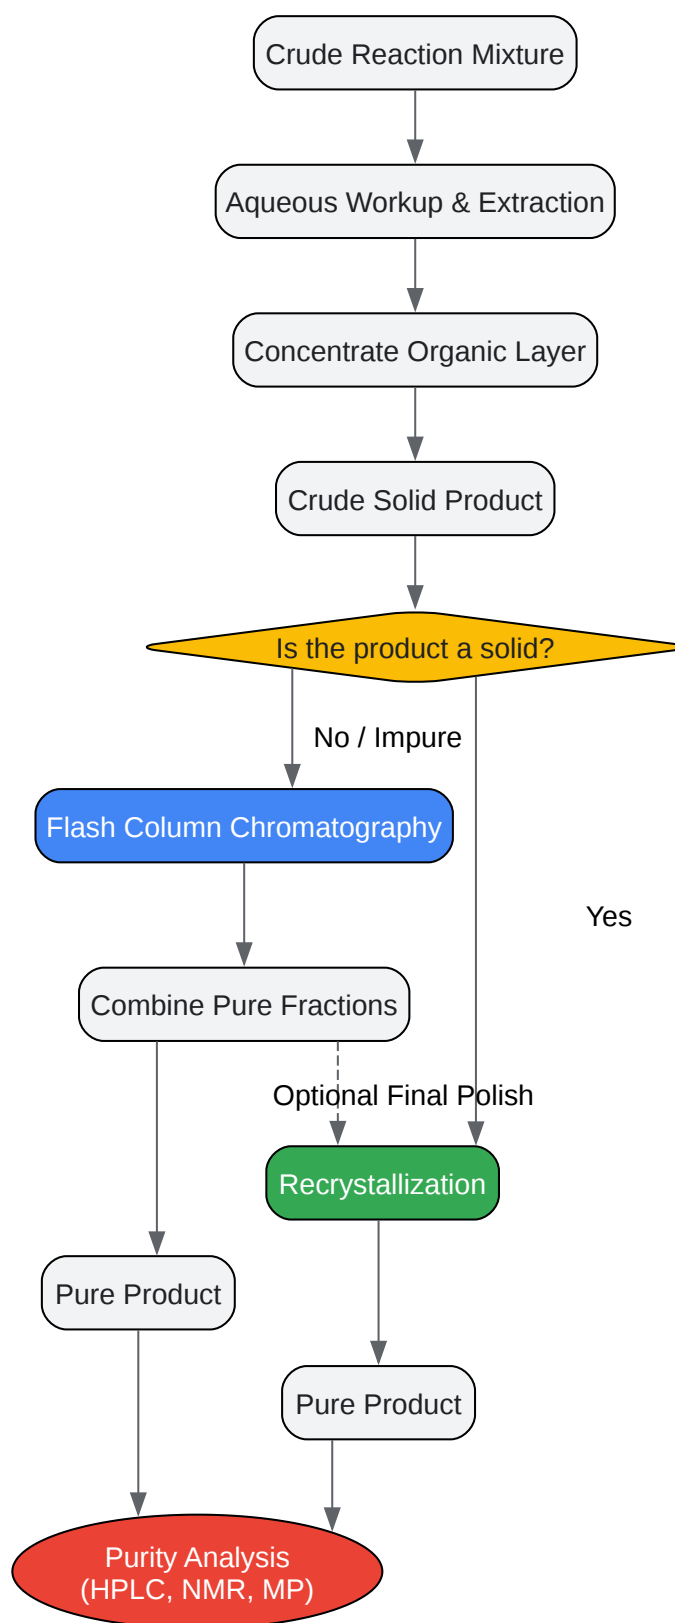 Crude Reaction Mixture
Aqueous Workup & Extraction
Concentrate Organic Layer
Crude Solid Product
Is the product a solid?
No / Impure
Flash Column Chromatography
Yes
Combine Pure Fractions
Optional Final Polish
Recrystallization
Pure Product
Pure Product
Purity Analysis
(HPLC, NMR, MP)